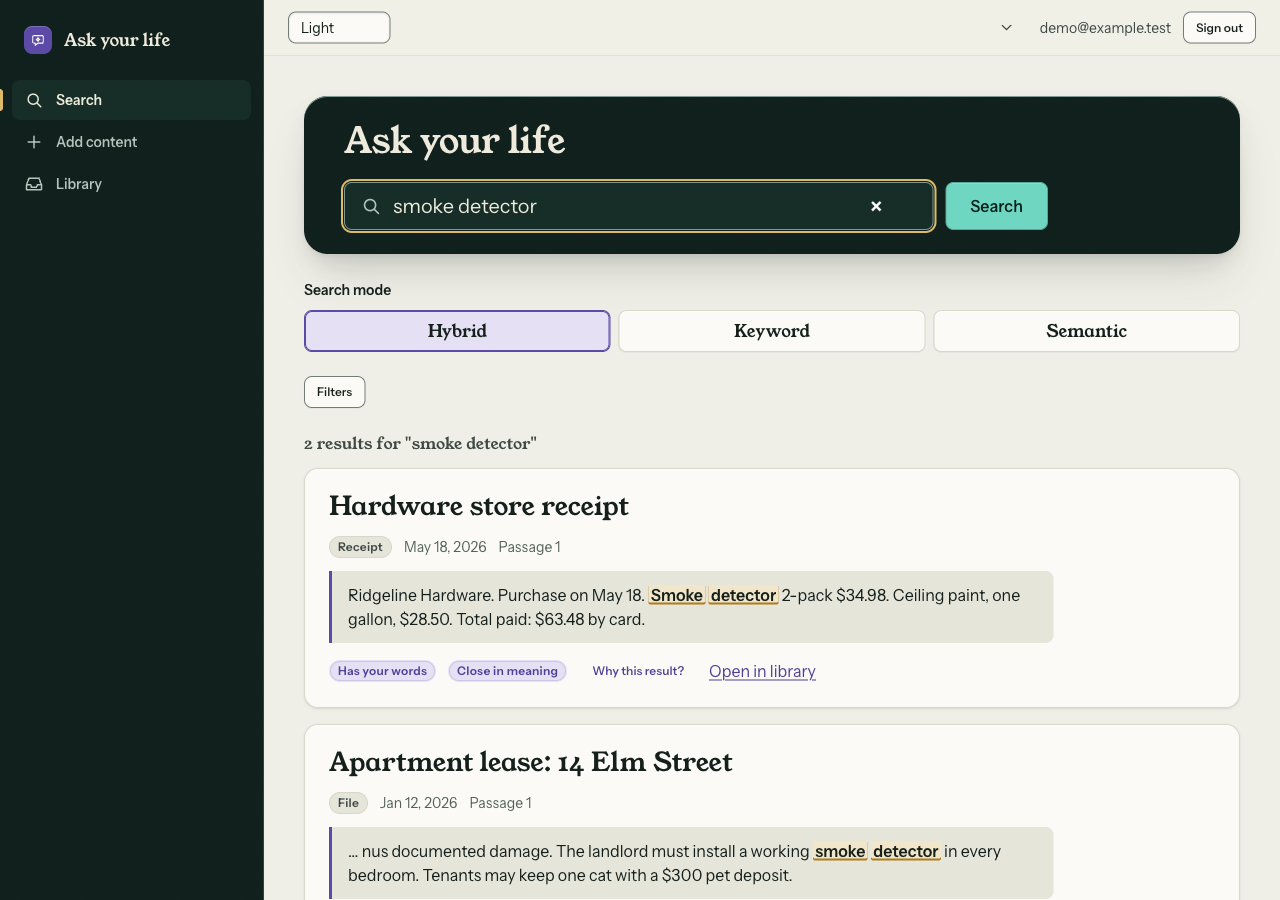 Ask your life
Search
Add content
Library
Light
demo@example.test
Sign out
Ask your life
smoke detector
Search
Search mode
Hybrid
Keyword
Semantic
Filters
2 results for "smoke detector"
Hardware store receipt
Receipt May 18, 2026 Passage 1
Ridgeline Hardware. Purchase on May 18. Smoke detector 2-pack $34.98. Ceiling paint, one
gallon, $28.50. Total paid: $63.48 by card.
Has your words Close in meaning Why this result? Open in library
Apartment lease: 14 Elm Street
File Jan 12, 2026 Passage 1
... nus documented damage. The landlord must install a working smoke detector in every
bedroom. Tenants may keep one cat with a $300 pet deposit.